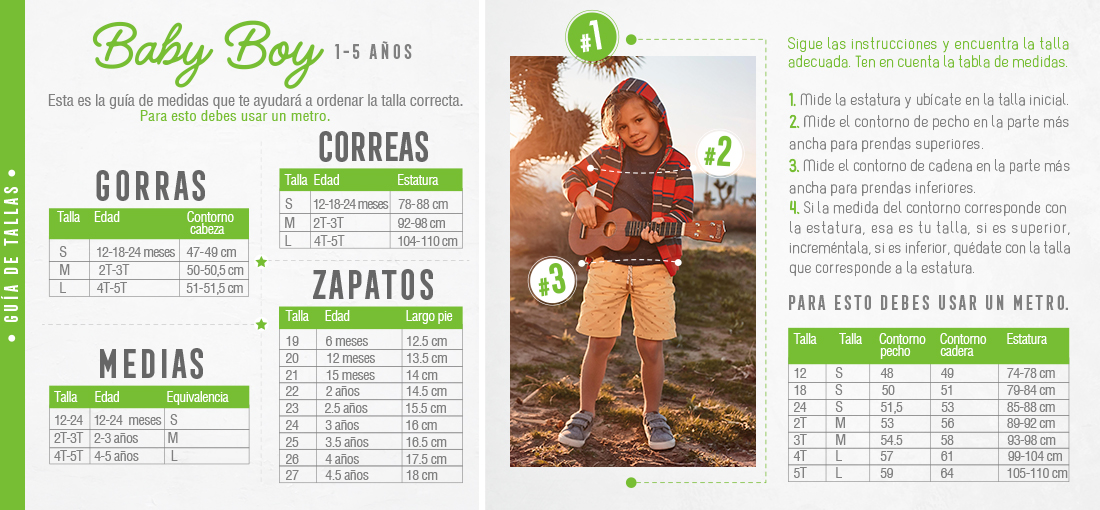 • GUÍA DE TALLAS •
Baby Boy 1-5 AÑOS
Esta es la guía de medidas que te ayudará a ordenar la talla correcta.
Para esto debes usar un metro.
GORRAS
Talla Edad Contorno
cabeza
S 12-18-24 meses 47-49 cm
M 2T-3T 50-50,5 cm
L 4T-5T 51-51,5 cm
MEDIAS
Talla Edad Equivalencia
12-24 12-24 meses S
2T-3T 2-3 años M
4T-5T 4-5 años L
CORREAS
Talla Edad Estatura
S 12-18-24 meses 78-88 cm
M 2T-3T 92-98 cm
L 4T-5T 104-110 cm
ZAPATOS
Talla Edad Largo pie
19 6 meses 12.5 cm
20 12 meses 13.5 cm
21 15 meses 14 cm
22 2 años 14.5 cm
23 2.5 años 15.5 cm
24 3 años 16 cm
25 3.5 años 16.5 cm
26 4 años 17.5 cm
27 4.5 años 18 cm
#1
#2
#3
Sigue las instrucciones y encuentra la talla
adecuada. Ten en cuenta la tabla de medidas.
1. Mide la estatura y ubícate en la talla inicial.
2. Mide el contorno de pecho en la parte más
ancha para prendas superiores.
3. Mide el contorno de cadena en la parte más
ancha para prendas inferiores.
4. Si la medida del contorno corresponde con
la estatura, esa es tu talla, si es superior,
increméntala, si es inferior, quédate con la talla
que corresponde a la estatura.
PARA ESTO DEBES USAR UN METRO.
Talla Talla Contorno Contorno Estatura
pecho cadera
12 S 48 49 74-78 cm
18 S 50 51 79-84 cm
24 S 51,5 53 85-88 cm
2T M 53 56 89-92 cm
3T M 54.5 58 93-98 cm
4T L 57 61 99-104 cm
5T L 59 64 105-110 cm